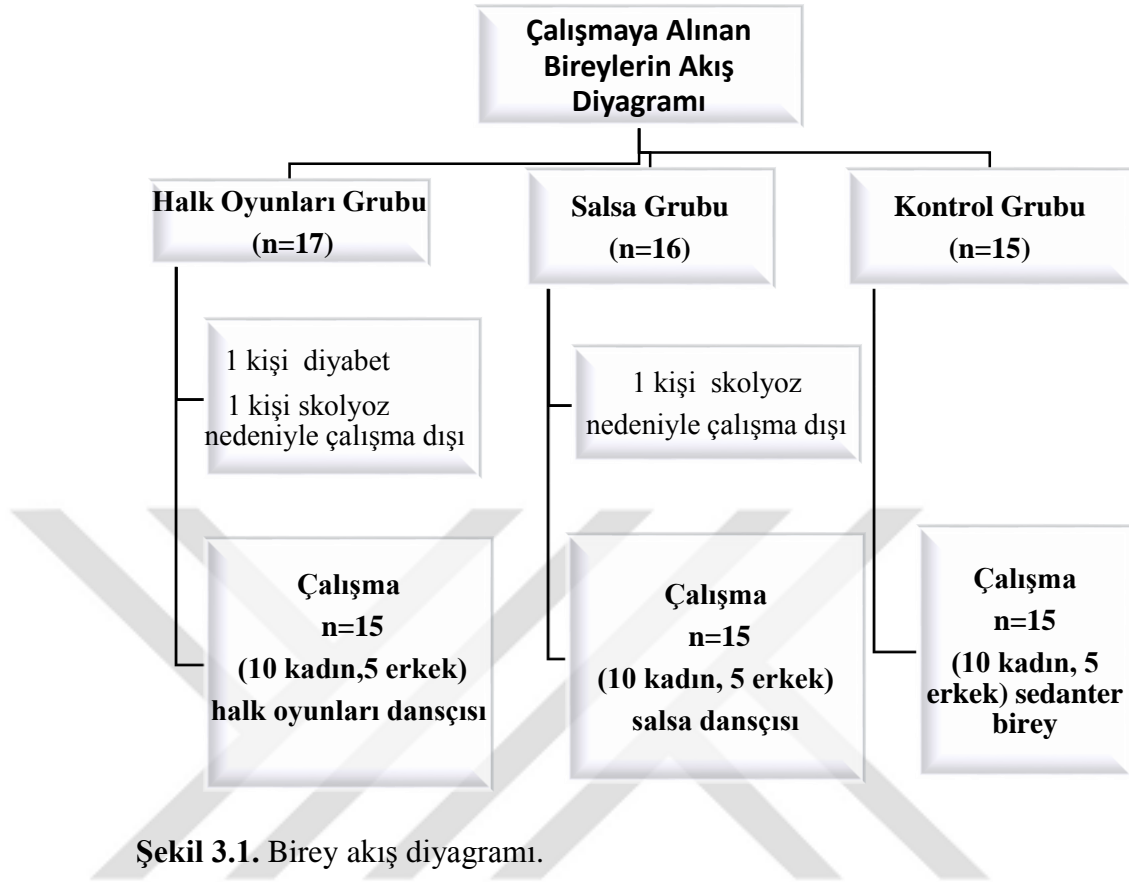 Çalışmaya Alınan
Bireylerin Akış
Diyagramı
Halk Oyunları Grubu
(n=17)
Salsa Grubu
(n=16)
Kontrol Grubu
(n=15)
1 kişi diyabet
1 kişi skolyoz
nedeniyle çalışma dışı
1 kişi skolyoz
nedeniyle çalışma dışı
Çalışma
n=15
(10 kadın,5 erkek)
halk oyunları dansçısı
Çalışma
n=15
(10 kadın, 5 erkek)
salsa dansçısı
Çalışma
n=15
(10 kadın, 5
erkek) sedanter
birey
Şekil 3.1. Birey akış diyagramı.